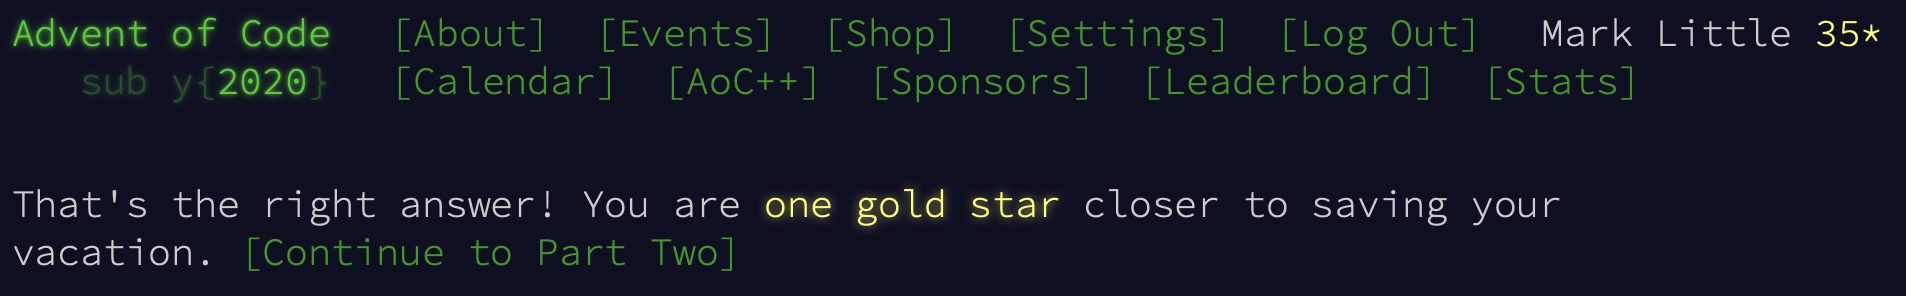 Advent of Code [About] [Events] [Shop] [Settings] [Log Out] Mark Little 35*
sub y{2020} [Calendar] [AoC++] [Sponsors] [Leaderboard] [Stats]
That's the right answer! You are one gold star closer to saving your
vacation. [Continue to Part Two]